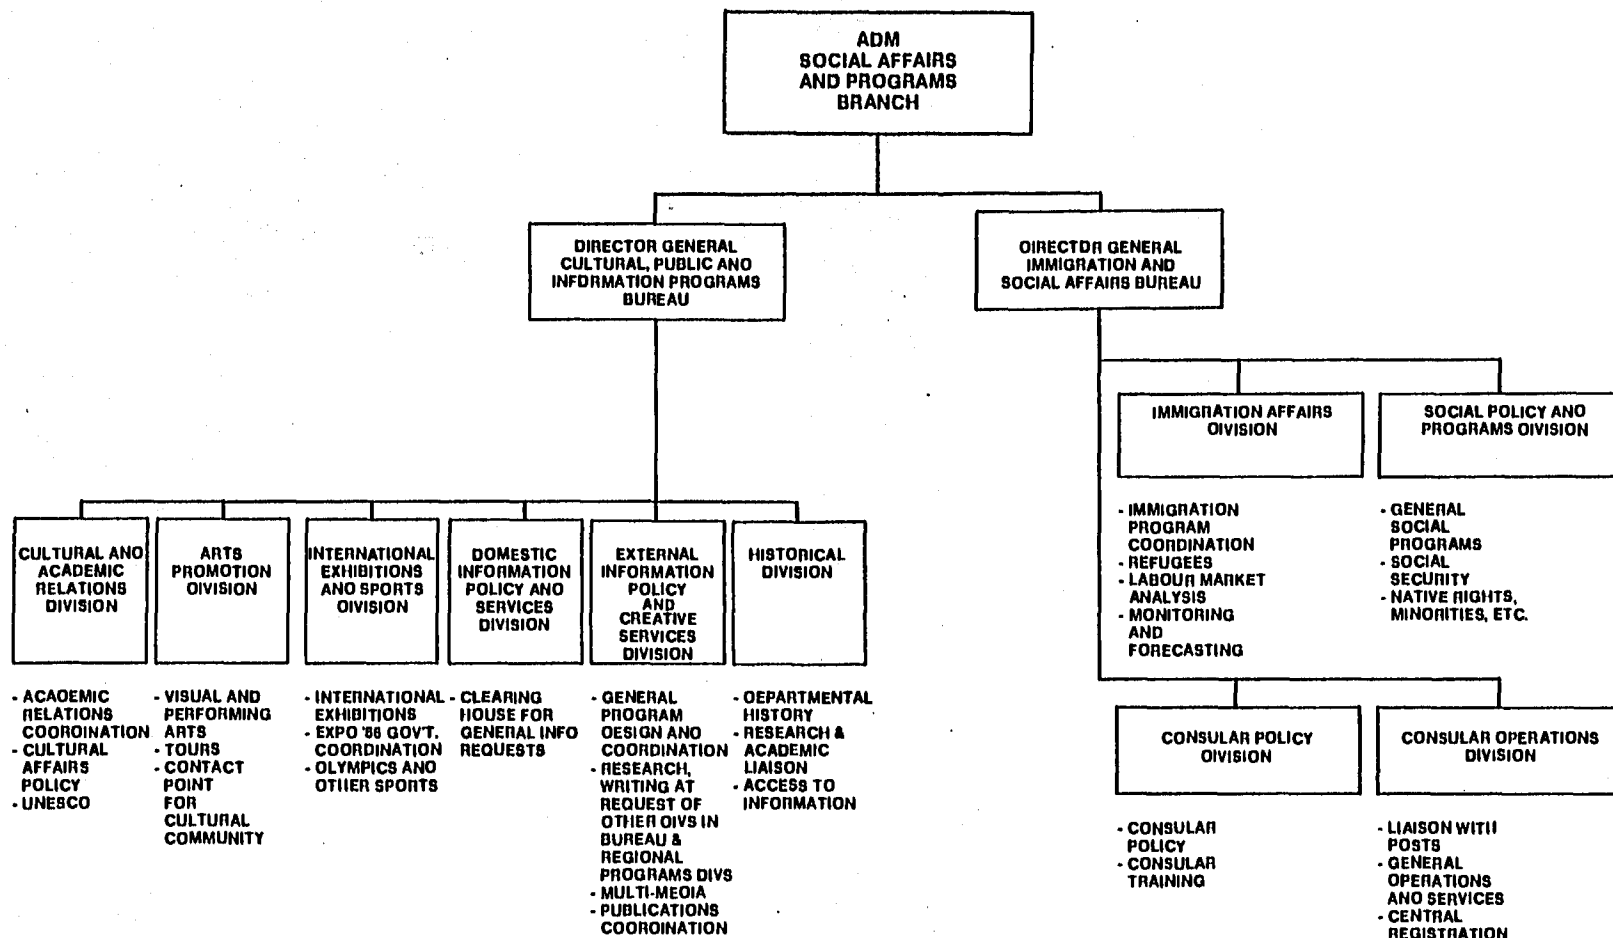 ADM
SOCIAL AFFAIRS
AND PROGRAMS
BRANCH
DIRECTOR GENERAL
CULTURAL, PUBLIC AND
INFORMATION PROGRAMS
BUREAU
DIRECTOR GENERAL
IMMIGRATION AND
SOCIAL AFFAIRS BUREAU
IMMIGRATION AFFAIRS
DIVISION
- IMMIGRATION
PROGRAM
COORDINATION
- REFUGEES
- LABOUR MARKET
ANALYSIS
- MONITORING
AND
FORECASTING
SOCIAL POLICY AND
PROGRAMS DIVISION
- GENERAL
SOCIAL
PROGRAMS
- SOCIAL
SECURITY
- NATIVE RIGHTS,
MINORITIES, ETC.
CULTURAL AND
ACADEMIC
RELATIONS
DIVISION
- ACADEMIC
RELATIONS
COORDINATION
- CULTURAL
AFFAIRS
POLICY
- UNESCO
ARTS
PROMOTION
DIVISION
- VISUAL AND
PERFORMING
ARTS
- TOURS
- CONTACT
POINT
FOR
CULTURAL
COMMUNITY
INTERNATIONAL
EXHIBITIONS
AND SPORTS
DIVISION
- INTERNATIONAL
EXHIBITIONS
- EXPO '86 GOV'T.
COORDINATION
- OLYMPICS AND
OTHER SPORTS
DOMESTIC
INFORMATION
POLICY AND
SERVICES
DIVISION
- CLEARING
HOUSE FOR
GENERAL INFO
REQUESTS
EXTERNAL
INFORMATION
POLICY
AND
CREATIVE
SERVICES
DIVISION
- GENERAL
PROGRAM
DESIGN AND
COORDINATION
- RESEARCH,
WRITING AT
REQUEST OF
OTHER DIVS IN
BUREAU &
REGIONAL
PROGRAMS DIVS
- MULTI-MEDIA
- PUBLICATIONS
COORDINATION
HISTORICAL
DIVISION
- DEPARTMENTAL
HISTORY
- RESEARCH &
ACADEMIC
LIAISON
- ACCESS TO
INFORMATION
CONSULAR POLICY
DIVISION
- CONSULAR
POLICY
- CONSULAR
TRAINING
CONSULAR OPERATIONS
DIVISION
- LIAISON WITH
POSTS
- GENERAL
OPERATIONS
AND SERVICES
- CENTRAL
REGISTRATION